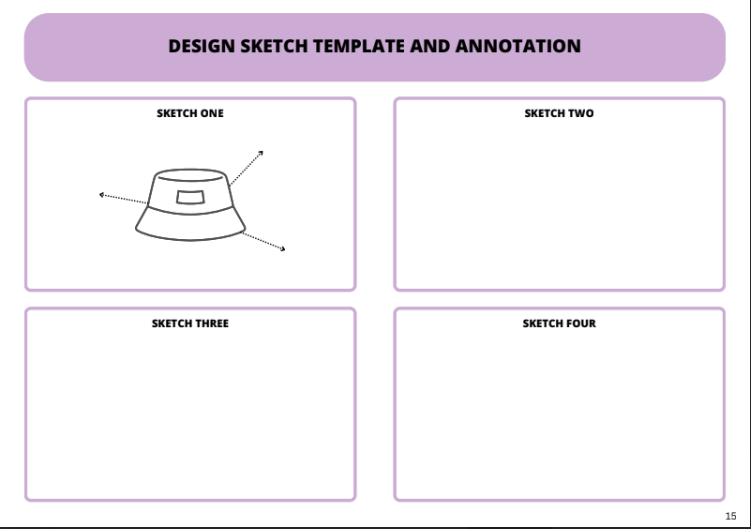 DESIGN SKETCH TEMPLATE AND ANNOTATION
SKETCH ONE
SKETCH TWO
SKETCH THREE
SKETCH FOUR
15